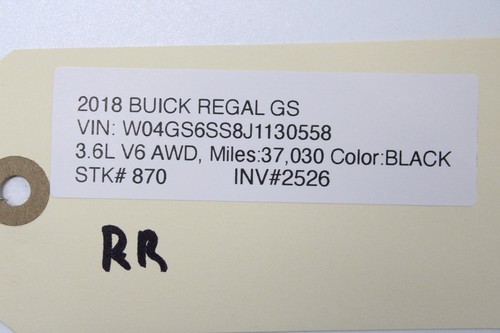 2018 BUICK REGAL GS
VIN: W04GS6SS8J1130558
3.6L V6 AWD, Miles:37,030 Color:BLACK
STK# 870 INV#2526
RR